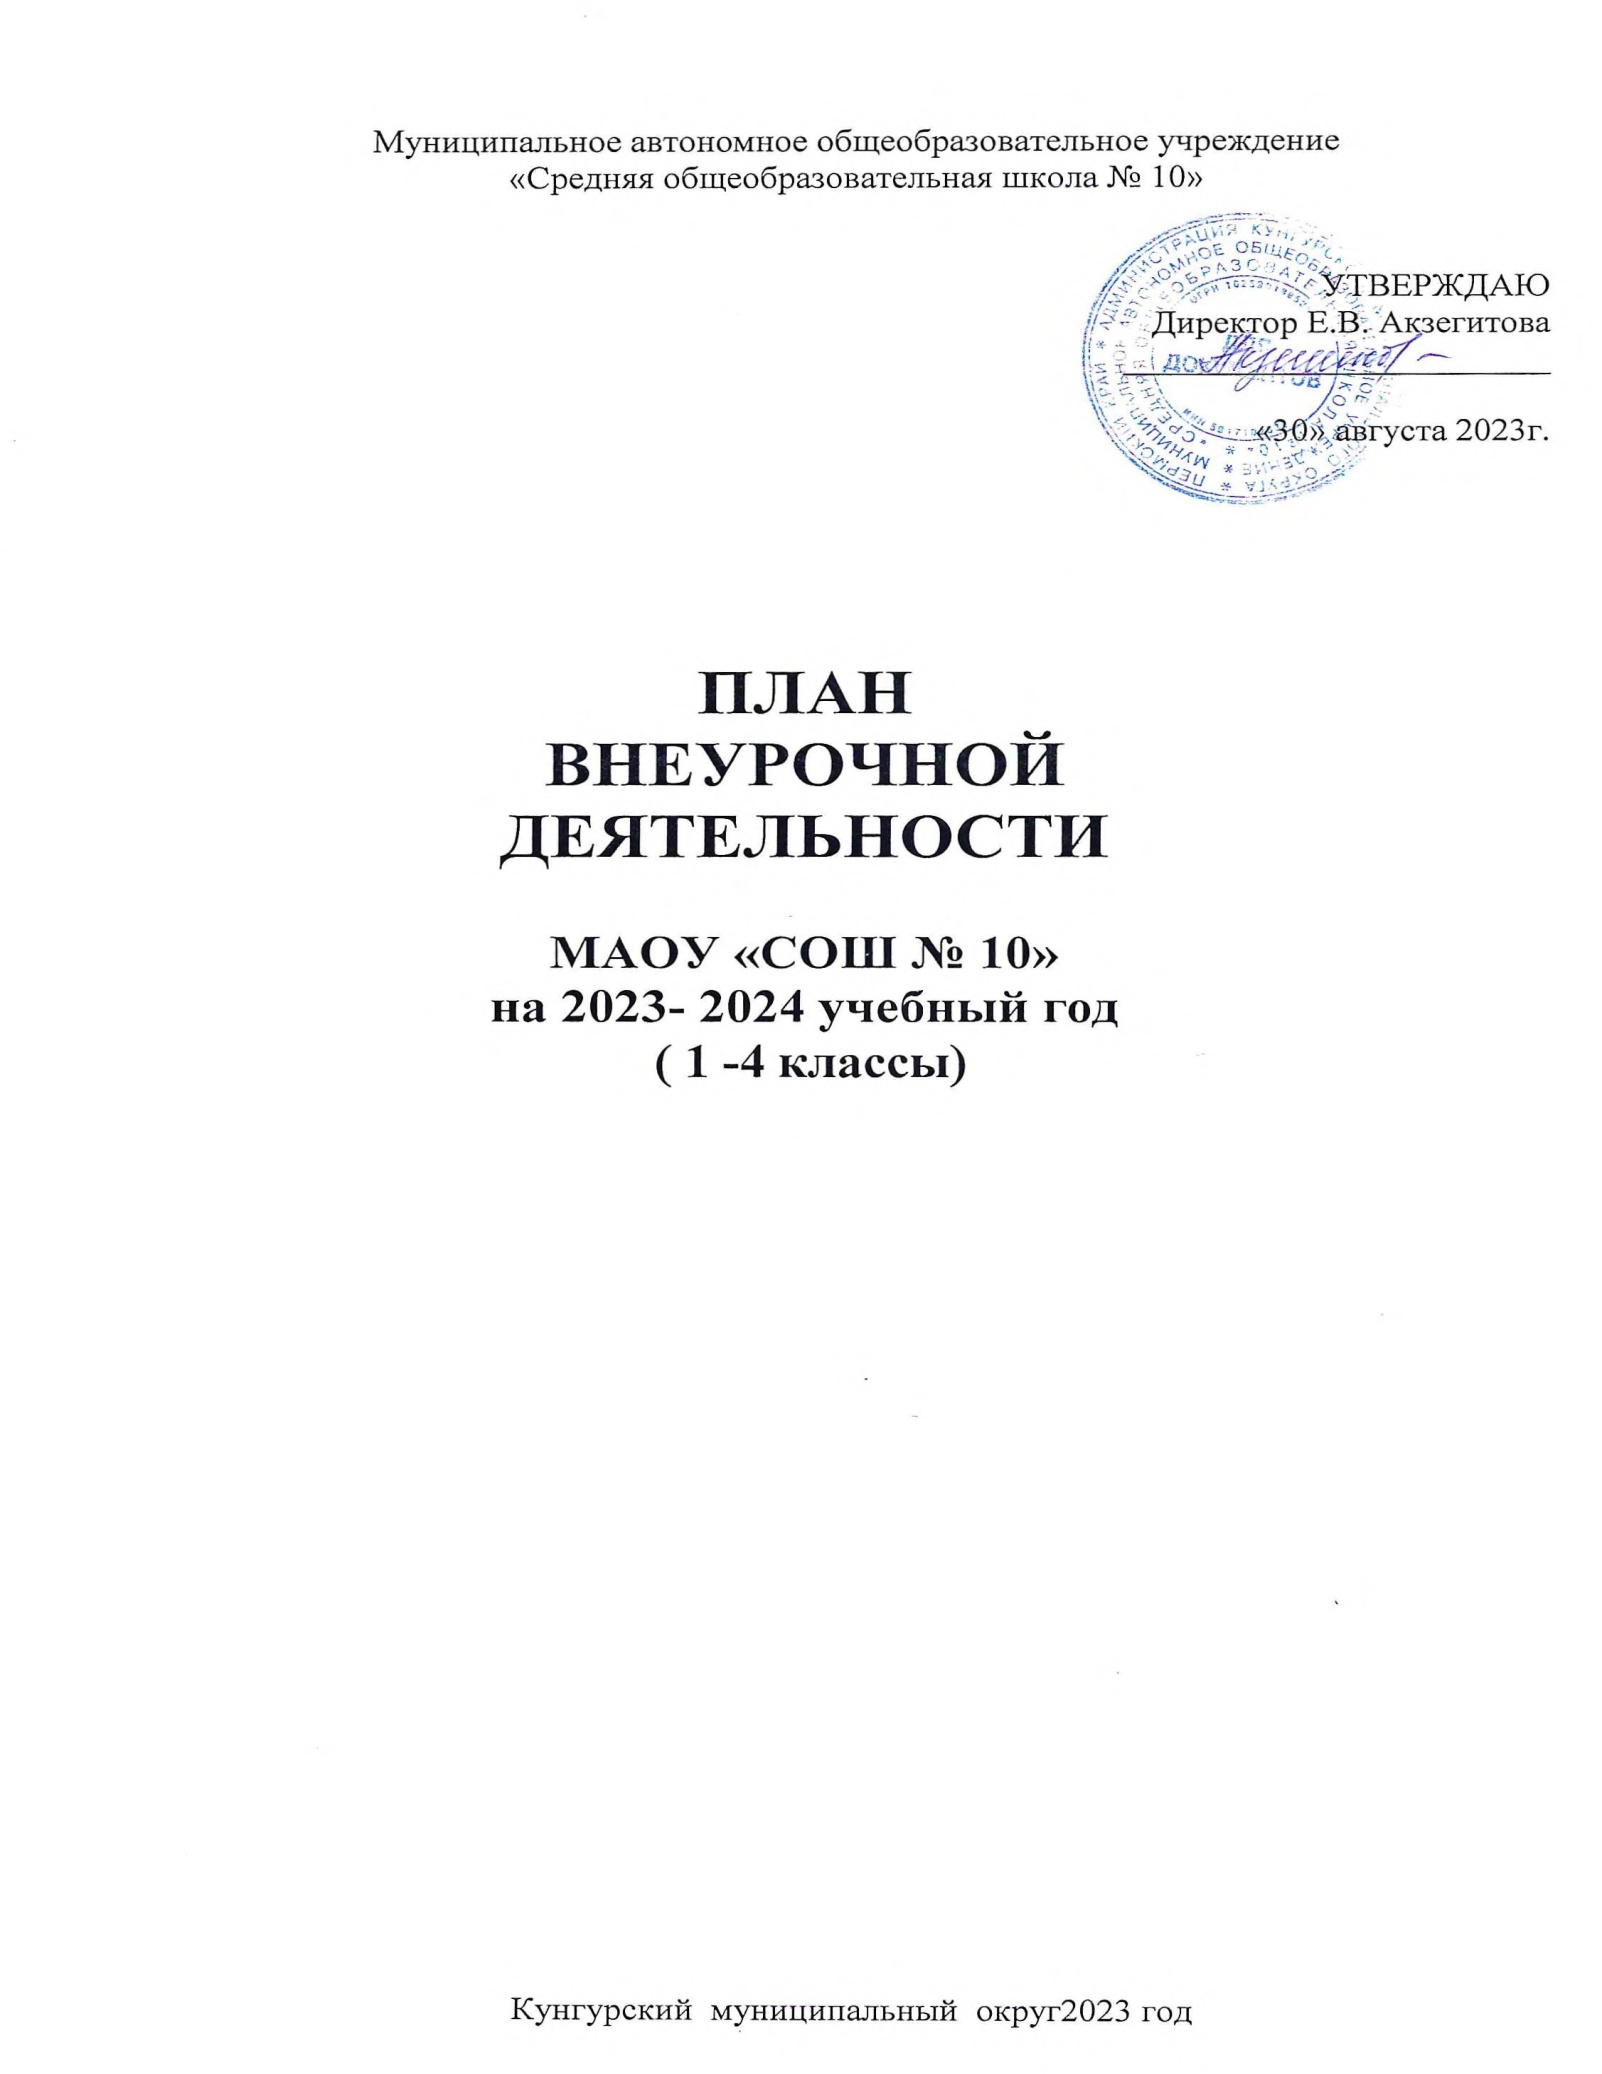 Муниципальное автономное общеобразовательное учреждение
«Средняя общеобразовательная школа № 10»
УТВЕРЖДАЮ
Директор Е.В. Акзегитова
«30» августа 2023г.
ПЛАН
ВНЕУРОЧНОЙ
ДЕЯТЕЛЬНОСТИ
МАОУ «СОШ № 10»
на 2023- 2024 учебный год
( 1 -4 классы)
Кунгурский муниципальный округ2023 год